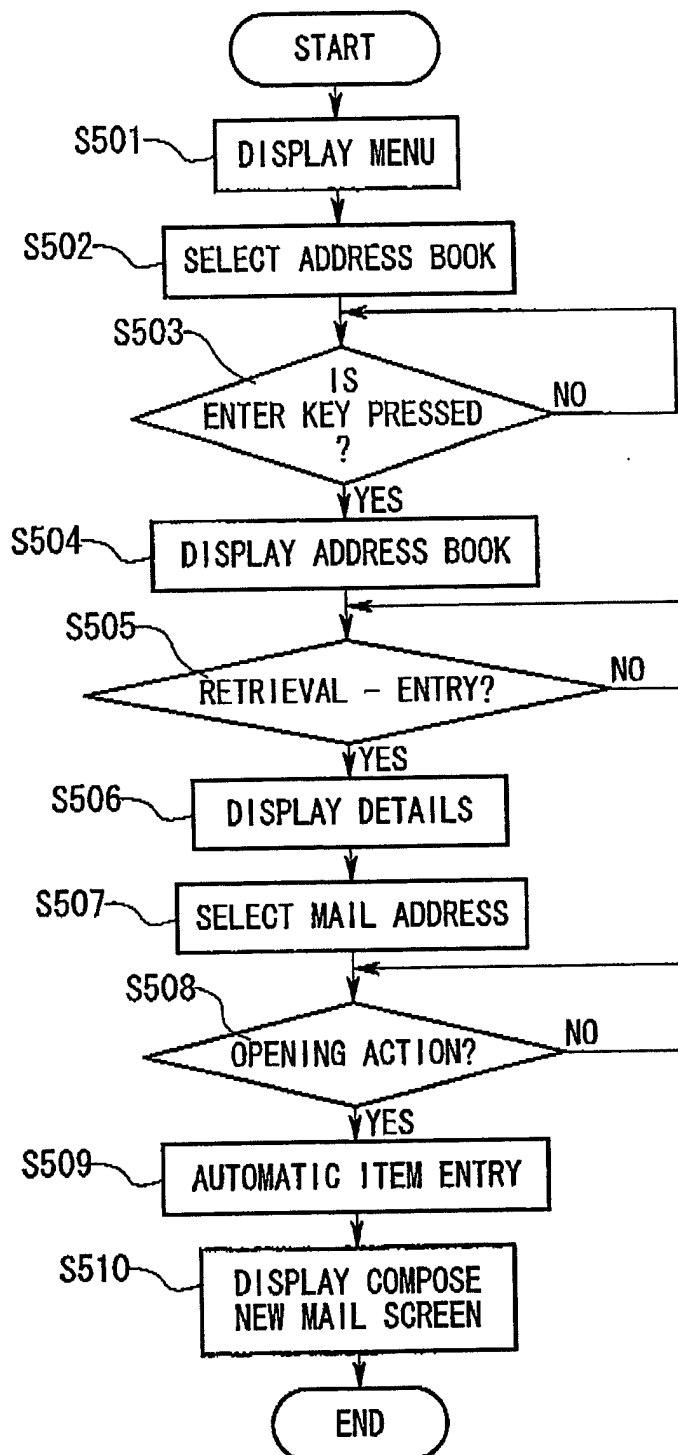 START
S501
DISPLAY MENU
S502
SELECT ADDRESS BOOK
S503
IS
ENTER KEY PRESSED
?
NO
YES
S504
DISPLAY ADDRESS BOOK
S505
RETRIEVAL - ENTRY?
NO
YES
S506
DISPLAY DETAILS
S507
SELECT MAIL ADDRESS
S508
OPENING ACTION?
NO
YES
S509
AUTOMATIC ITEM ENTRY
S510
DISPLAY COMPOSE
NEW MAIL SCREEN
END